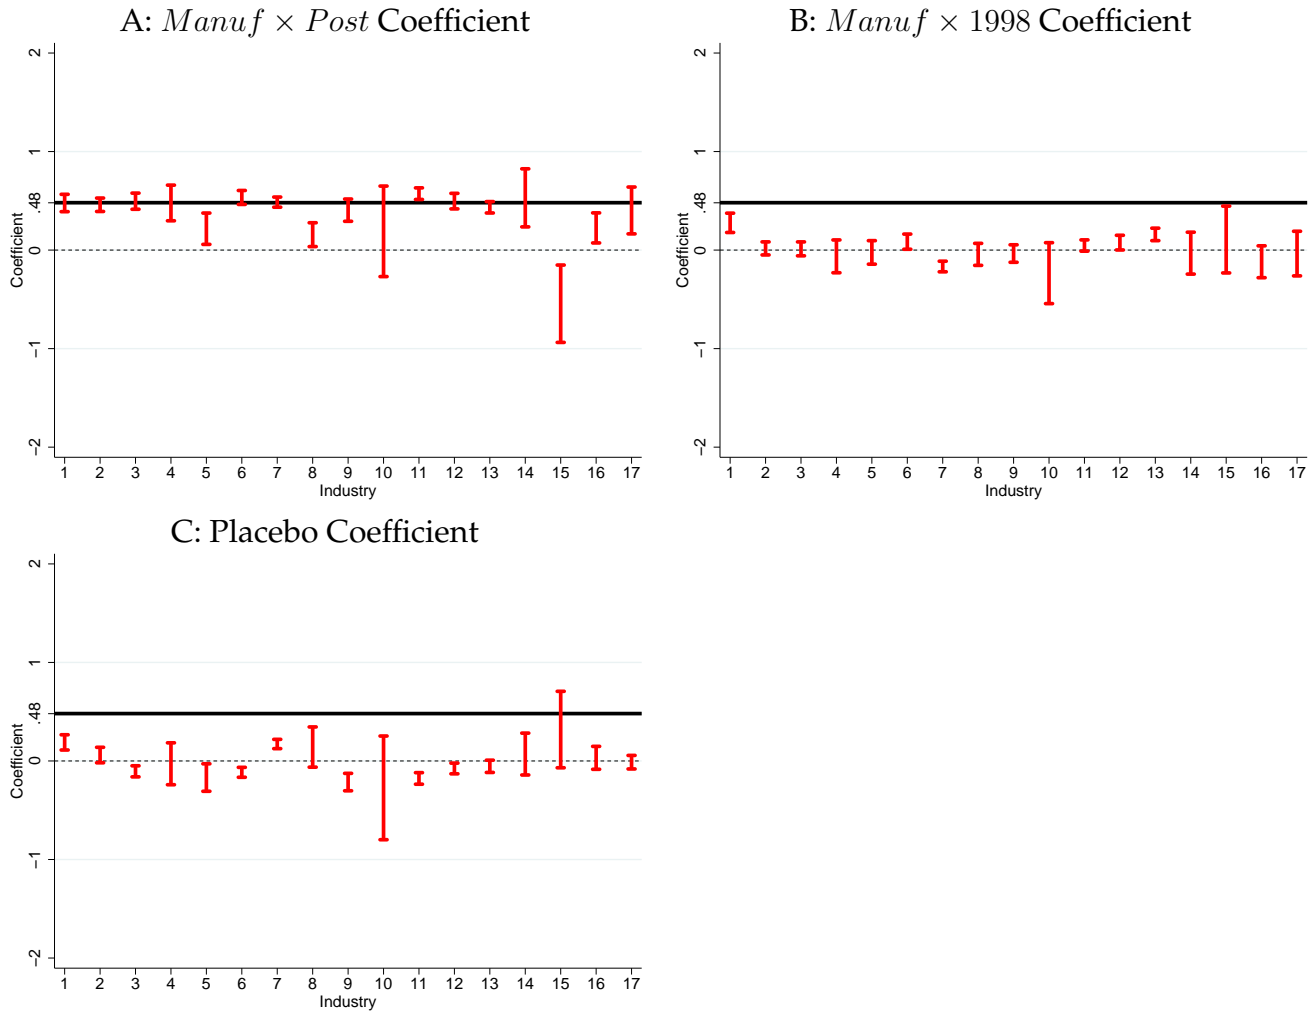 A: Manuf × Post Coefficient
2
1
.48
0
−1
−2
Coefficient
1 2 3 4 5 6 7 8 9 10 11 12 13 14 15 16 17
Industry
B: Manuf × 1998 Coefficient
2
1
.48
0
−1
−2
Coefficient
1 2 3 4 5 6 7 8 9 10 11 12 13 14 15 16 17
Industry
C: Placebo Coefficient
2
1
.48
0
−1
−2
Coefficient
1 2 3 4 5 6 7 8 9 10 11 12 13 14 15 16 17
Industry